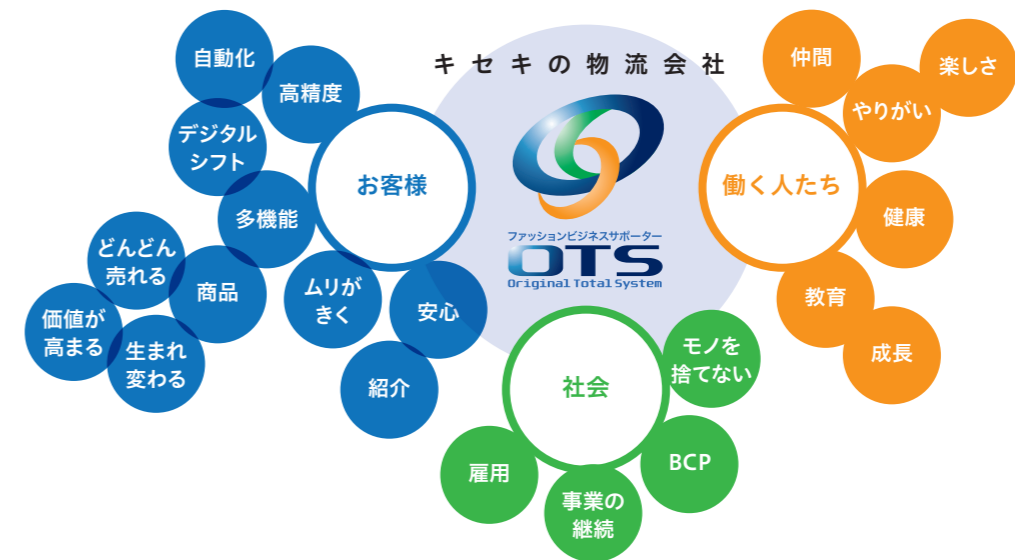 キセキの物流会社
ファッションビジネスサポーター
OTS
Original Total System
お客様
自動化
高精度
デジタル
シフト
多機能
どんどん
売れる
商品
価値が
高まる
生まれ
変わる
ムリが
きく
安心
紹介
働く人たち
仲間
やりがい
楽しさ
健康
教育
成長
社会
モノを
捨てない
BCP
事業の
継続
雇用